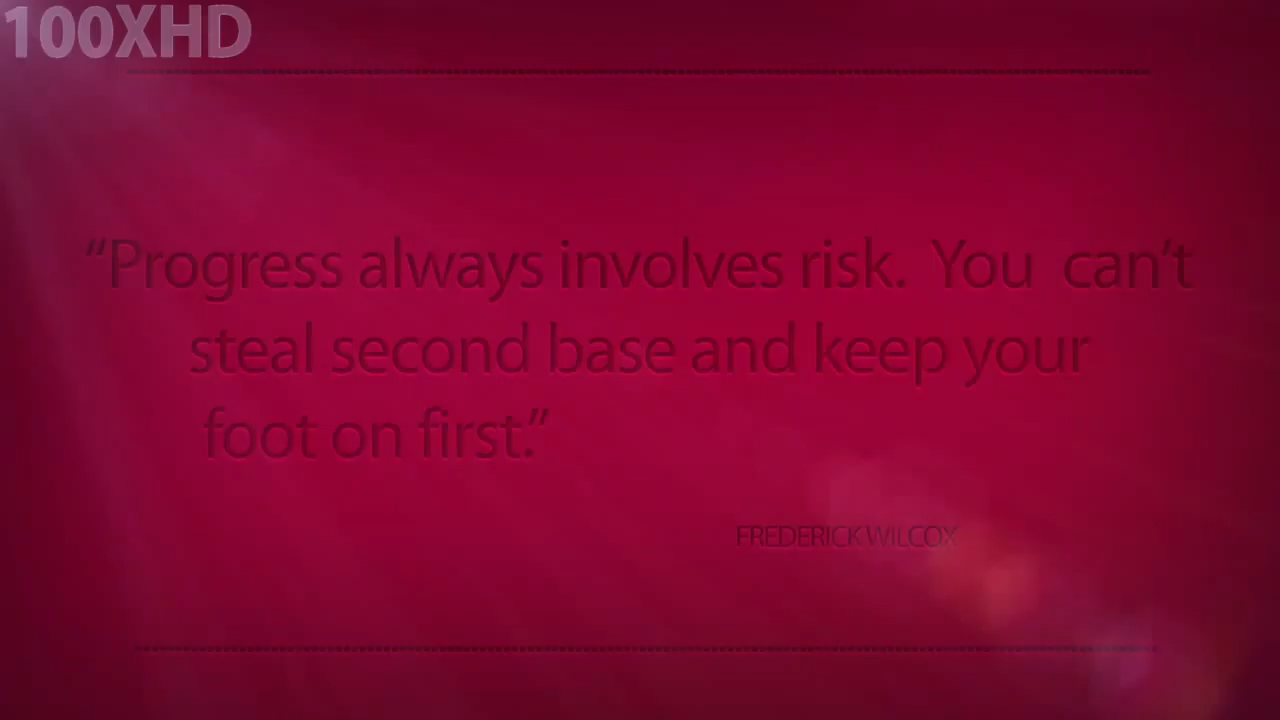 100XHD
“Progress always involves risk. You can’t
steal second base and keep your
foot on first.”
FREDERICK WILCOX